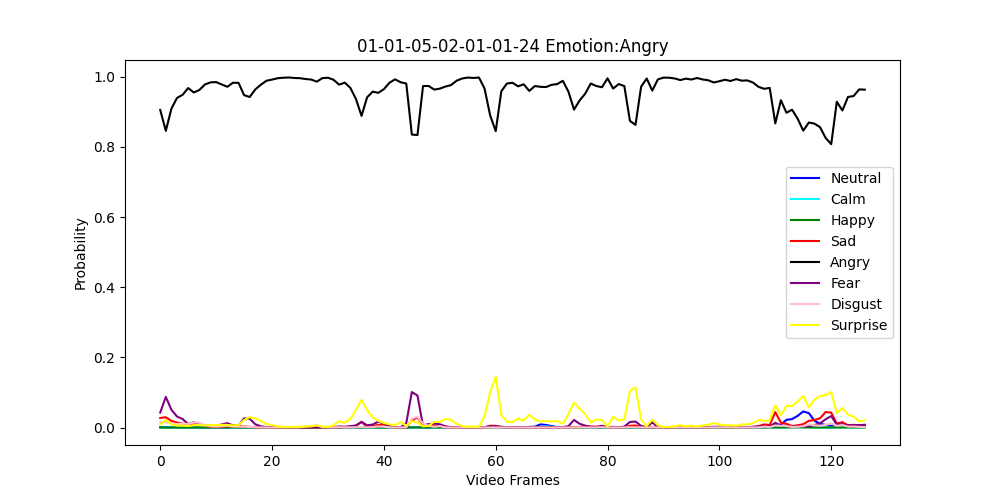 01-01-05-02-01-01-24 Emotion:Angry
1.0
0.8
0.6
0.4
0.2
0.0
Probability
0
20
40
60
80
100
120
Video Frames
Neutral
Calm
Happy
Sad
Angry
Fear
Disgust
Surprise